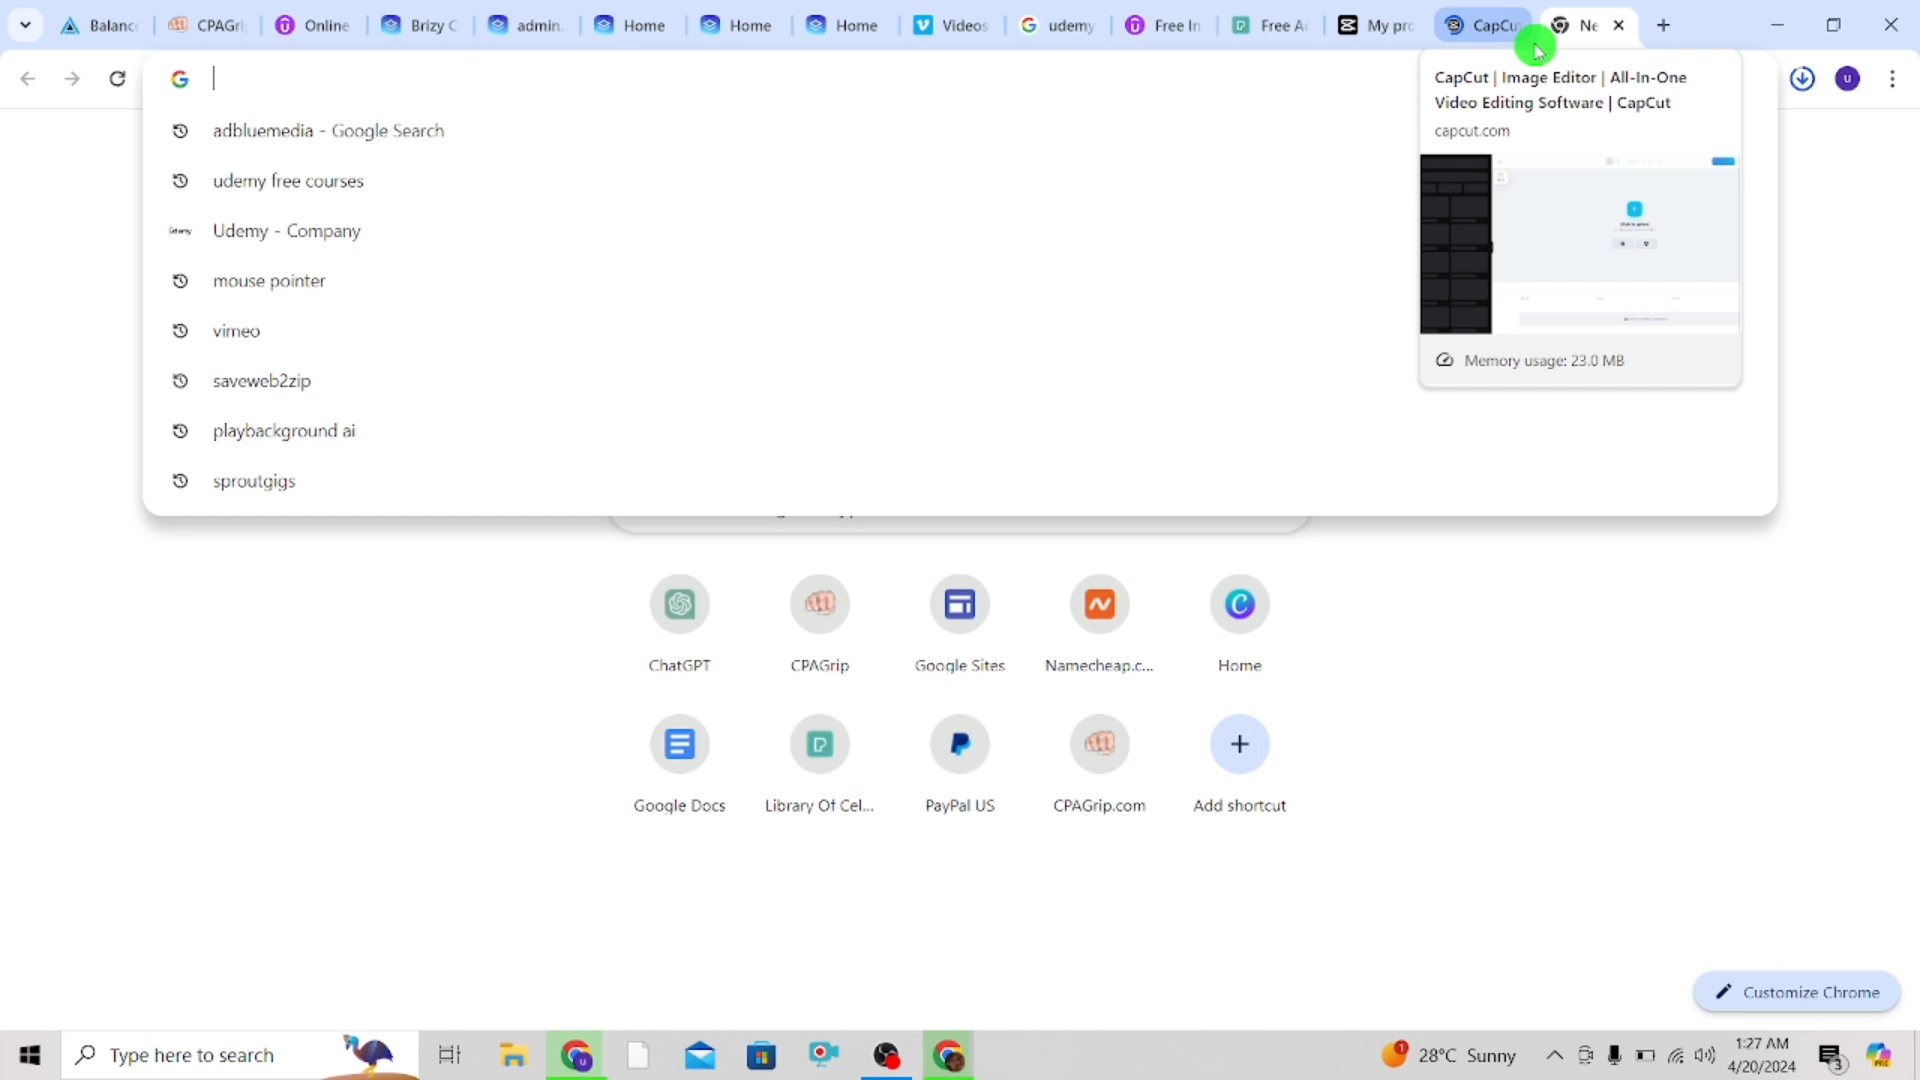 Balanc
CPAGri
Online
Brizy C
admin.
Home
Home
Home
Videos
udemy
Free In
Free Ac
My pro
CapCu
Ne
adbluemedia - Google Search
udemy free courses
Udemy - Company
mouse pointer
vimeo
saveweb2zip
playbackground ai
sproutgigs
CapCut | Image Editor | All-In-One
Video Editing Software | CapCut
capcut.com
Memory usage: 23.0 MB
u
ChatGPT
CPAGrip
Google Sites
Namecheap.c...
Home
Google Docs
Library Of Cel...
PayPal US
CPAGrip.com
Add shortcut
Customize Chrome
Type here to search
28°C Sunny
1:27 AM
4/20/2024